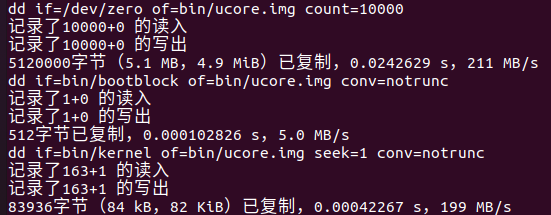 dd if=/dev/zero of=bin/ucore.img count=10000
记录了10000+0 的读入
记录了10000+0 的写出
5120000字节（5.1 MB，4.9 MiB）已复制，0.0242629 s，211 MB/s
dd if=bin/bootblock of=bin/ucore.img conv=notrunc
记录了1+0 的读入
记录了1+0 的写出
512字节已复制，0.000102826 s，5.0 MB/s
dd if=bin/kernel of=bin/ucore.img seek=1 conv=notrunc
记录了163+1 的读入
记录了163+1 的写出
83936字节（84 kB，82 KiB）已复制，0.00042267 s，199 MB/s